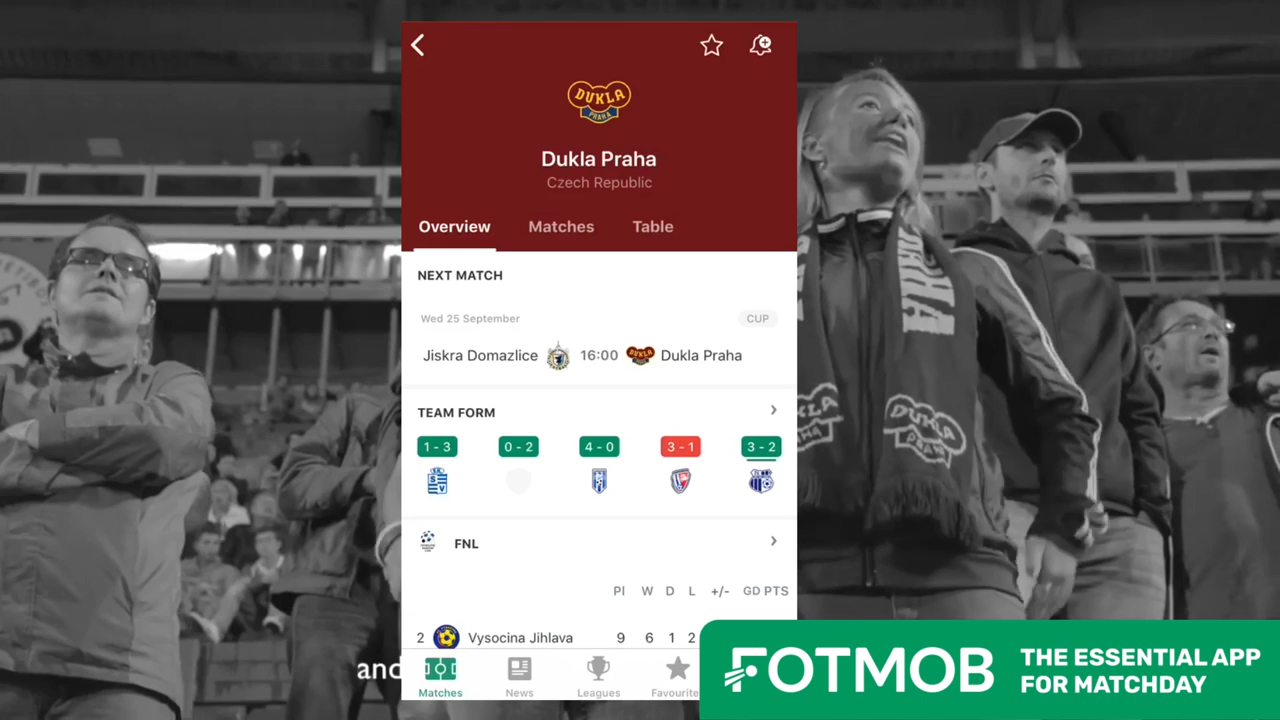 DUKLA
PRAHA
Dukla Praha
Czech Republic
Overview Matches Table
NEXT MATCH
Wed 25 September CUP
Jiskra Domazlice 16:00 Dukla Praha
TEAM FORM
1 - 3 0 - 2 4 - 0 3 - 1 3 - 2
FNL
Pl W D L +/- GD PTS
2 Vysocina Jihlava 9 6 1 2
Matches News Leagues Favourite
and
FOTMOB
THE ESSENTIAL APP
FOR MATCHDAY
DUKLA
PRAHA